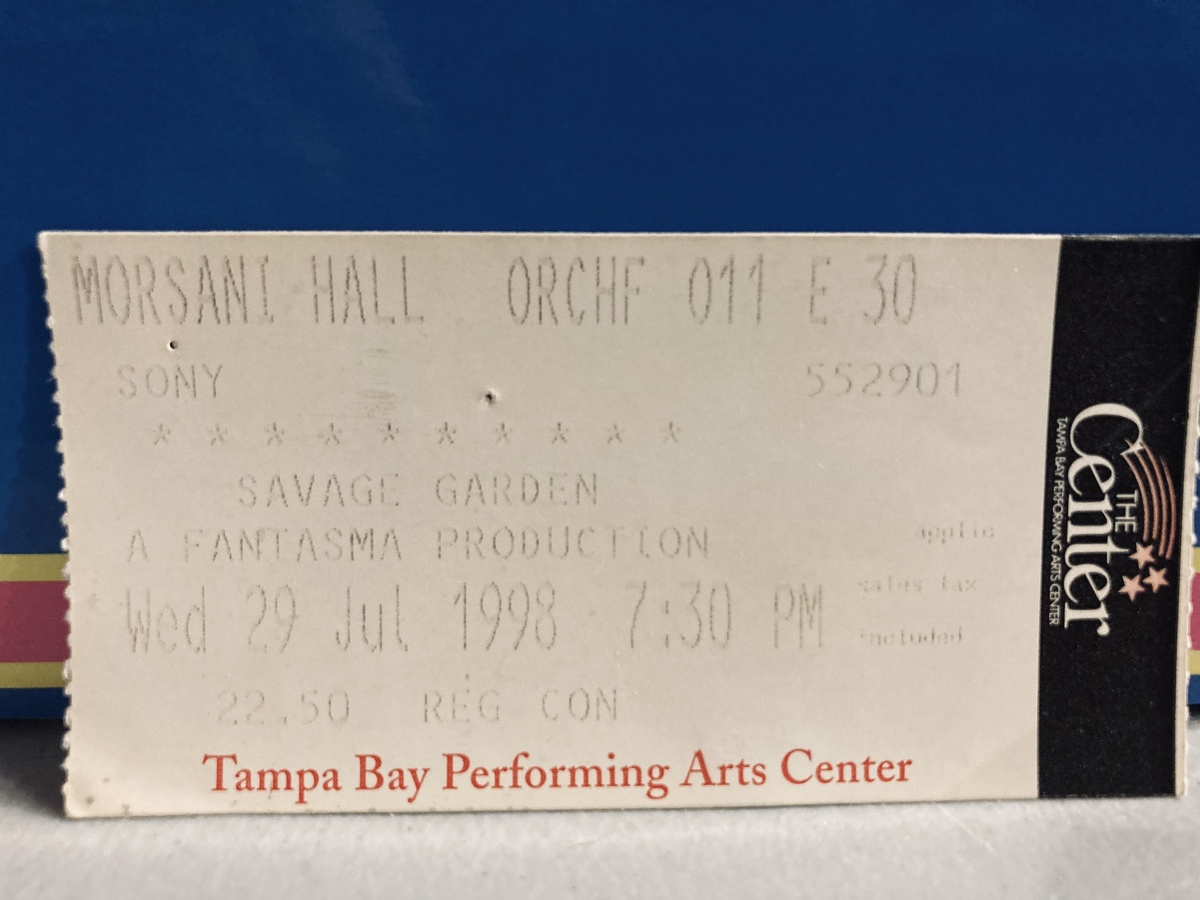 MORSANI HALL ORCHF 011 E 30
SONY 552901
* * * * * * * * * *
SAVAGE GARDEN
A FANTASMA PRODUCTION
applic
Wed 29 Jul 1998 7:30 PM
sales tax
included
22.50 REG CON
Tampa Bay Performing Arts Center
THE
Center
TAMPA BAY PERFORMING ARTS CENTER